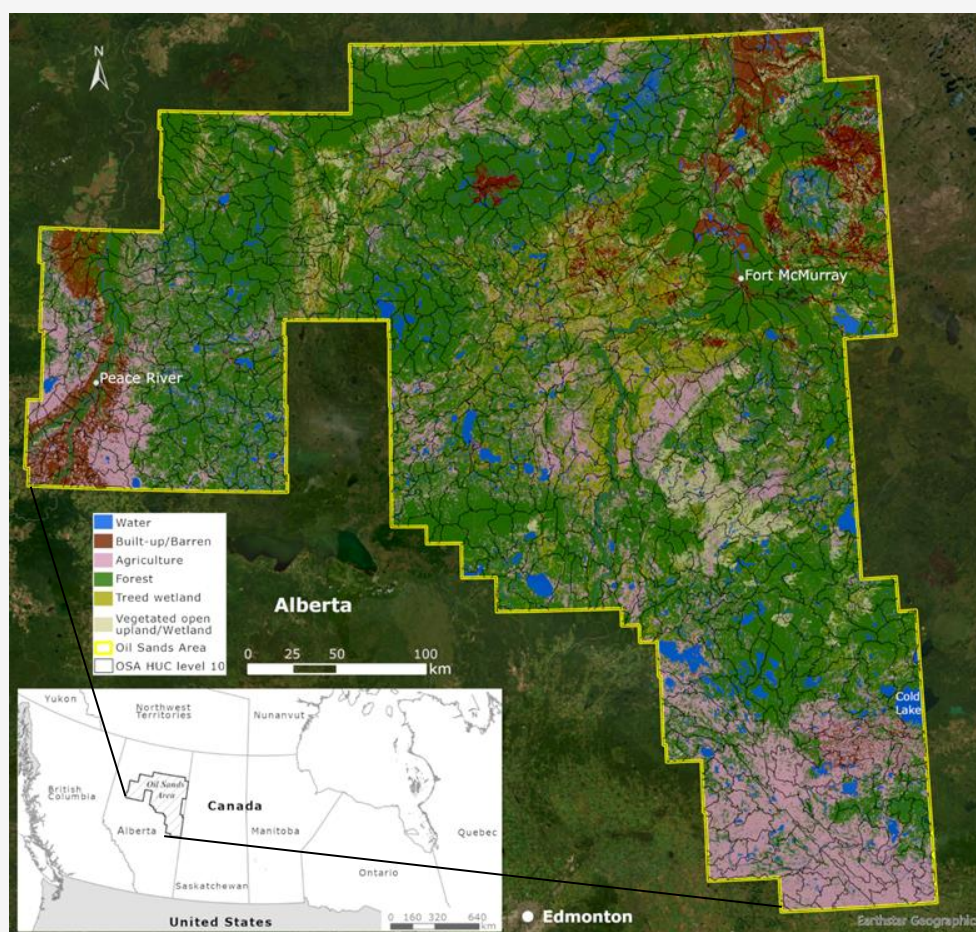 N
Fort McMurray
Peace River
Water
Built-up/Barren
Agriculture
Forest
Treed wetland
Vegetated open
upland/Wetland
Oil Sands Area
OSA HUC level 10
Alberta
0 25 50 100
km
Cold
Lake
Yukon
Northwest
Territories
Nunanvut
N
British
Columbia
Oil Sands
Area
Canada
Alberta
Manitoba
Quebec
Saskatchewan
Ontario
United States
0 160 320 640
km
Edmonton
Earthstar Geographic